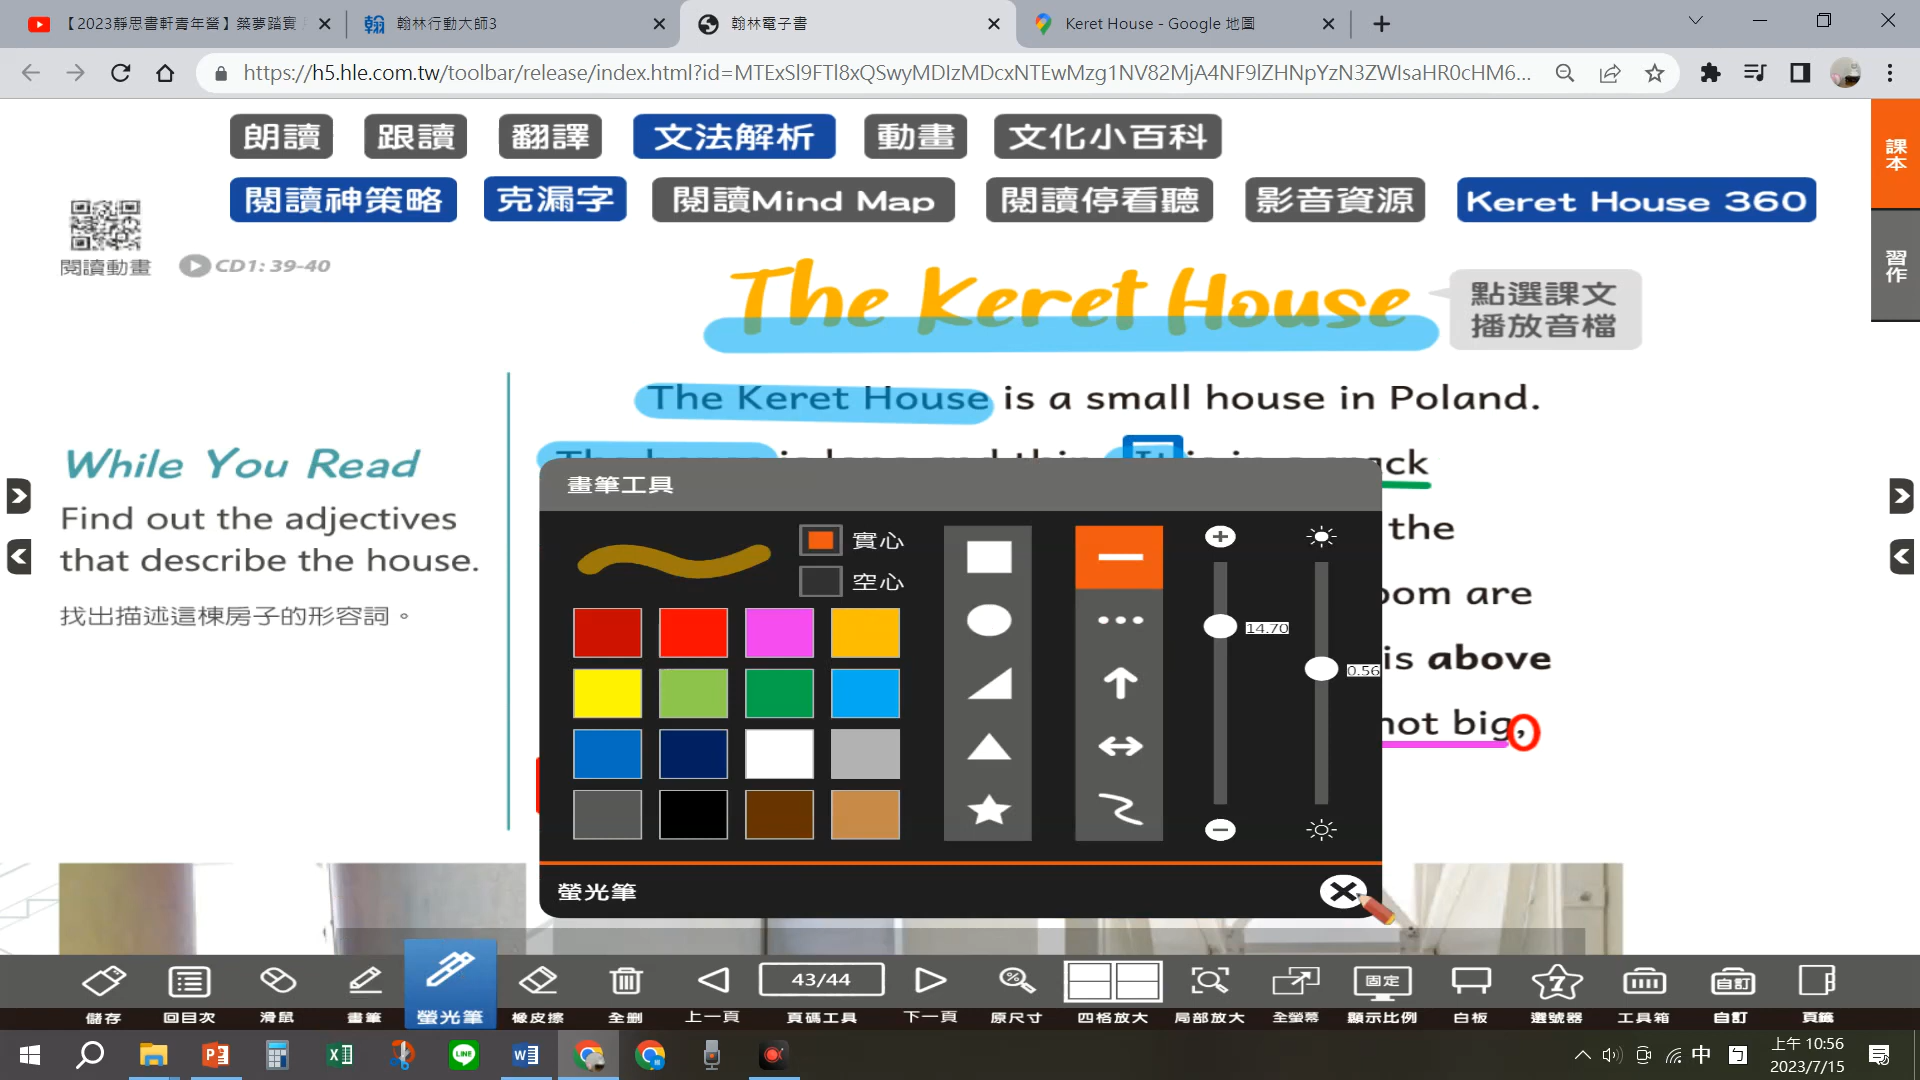 【2023靜思書軒青年營】築夢踏實
翰林行動大師3
翰林電子書
Keret House - Google 地圖
https://h5.hle.com.tw/toolbar/release/index.html?id=MTExSl9FTl8xQSwyMDIzMDcxNTEwMzg1NV82MjA4NF9lZHNpYzN3ZWIsaHR0cHM6...
朗讀 跟讀 翻譯 文法解析 動畫 文化小百科
閱讀神策略 克漏字 閱讀Mind Map 閱讀停看聽 影音資源 Keret House 360
課本
習作
閱讀動畫
CD1: 39-40
The Keret House
點選課文
播放音檔
The Keret House is a small house in Poland.
While You Read
Find out the adjectives
that describe the house.
找出描述這棟房子的形容詞。
the
oom are
is above
not big,
畫筆工具
實心
空心
14.70
0.56
螢光筆
43/44
固定
7
自訂
儲存 回目次 滑鼠 畫筆 螢光筆 橡皮擦 全刪 上一頁 頁碼工具 下一頁 原尺寸 四格放大 局部放大 全螢幕 顯示比例 白板 選號器 工具箱 自訂 頁籤
中
上午 10:56
2023/7/15